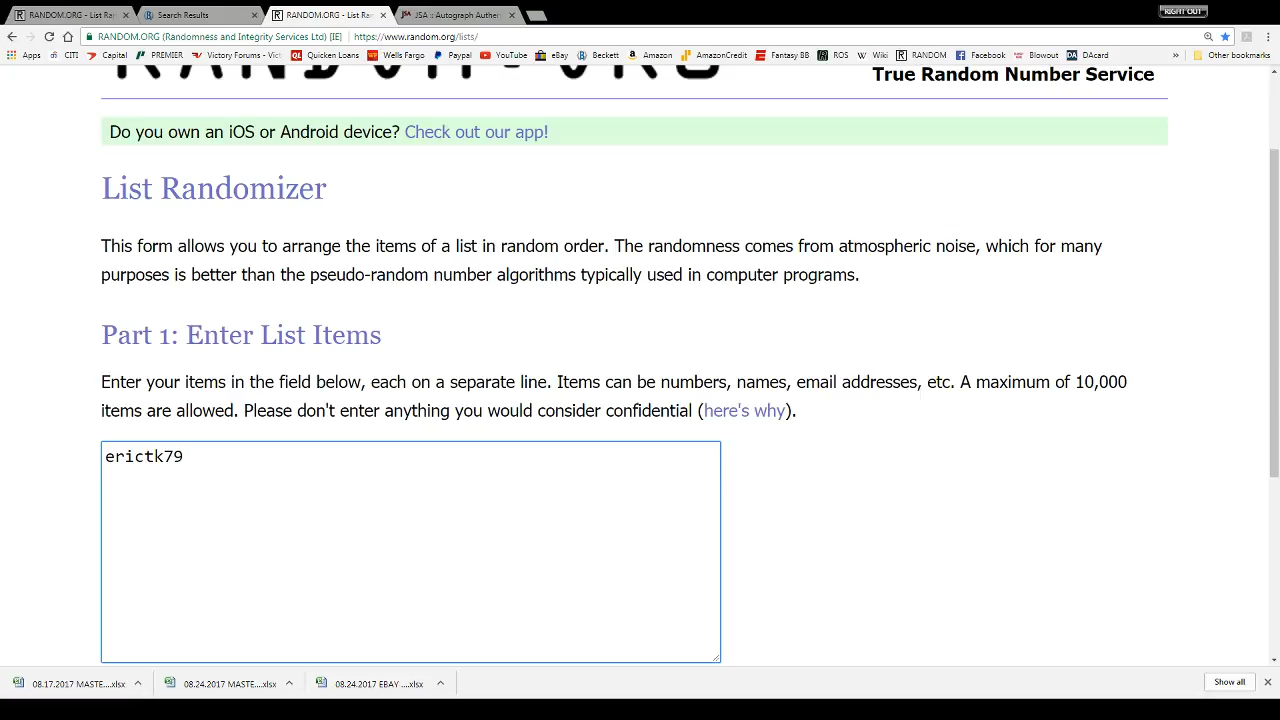 RANDOM.ORG - List Ra
Search Results
RANDOM.ORG - List Ra
JSA :: Autograph Authen
RIGHT OUT
RANDOM.ORG (Randomness and Integrity Services Ltd) [IE]
https://www.random.org/lists/
Apps
CITI
Capital
PREMIER
Victory Forums - Vict
Quicken Loans
Wells Fargo
Paypal
YouTube
eBay
Beckett
Amazon
AmazonCredit
Fantasy BB
ROS
Wiki
RANDOM
Facebook
Blowout
DAcard
»
Other bookmarks
RANDOM.ORG
True Random Number Service
Do you own an iOS or Android device? Check out our app!
List Randomizer
This form allows you to arrange the items of a list in random order. The randomness comes from atmospheric noise, which for many
purposes is better than the pseudo-random number algorithms typically used in computer programs.
Part 1: Enter List Items
Enter your items in the field below, each on a separate line. Items can be numbers, names, email addresses, etc. A maximum of 10,000
items are allowed. Please don't enter anything you would consider confidential (here's why).
erictk79
08.17.2017 MASTE....xlsx
08.24.2017 MASTE....xlsx
08.24.2017 EBAY ....xlsx
Show all